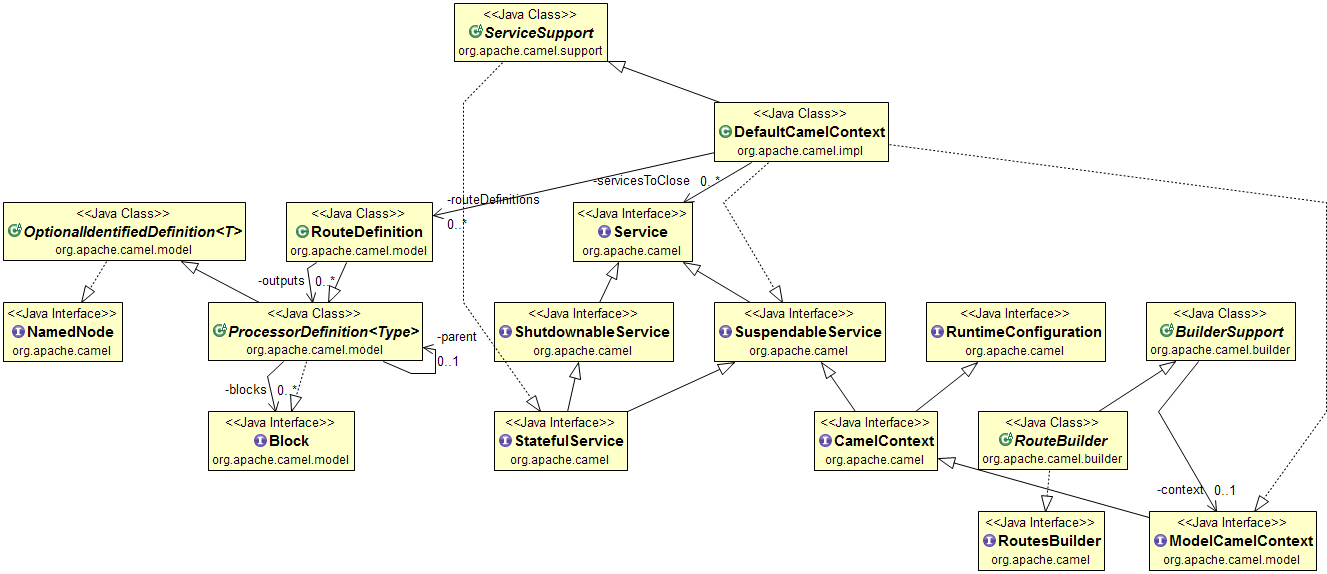 <<Java Class>>
ServiceSupport
org.apache.camel.support
<<Java Class>>
DefaultCamelContext
org.apache.camel.impl
-servicesToClose 0..*
-routeDefinitions
0..*
<<Java Class>>
OptionalIdentifiedDefinition<T>
org.apache.camel.model
<<Java Class>>
RouteDefinition
org.apache.camel.model
<<Java Interface>>
Service
org.apache.camel
-outputs 0..*
<<Java Interface>>
NamedNode
org.apache.camel
<<Java Class>>
ProcessorDefinition<Type>
org.apache.camel.model
-parent
0..1
<<Java Interface>>
ShutdownableService
org.apache.camel
<<Java Interface>>
SuspendableService
org.apache.camel
<<Java Interface>>
RuntimeConfiguration
org.apache.camel
<<Java Class>>
BuilderSupport
org.apache.camel.builder
-blocks 0..*
<<Java Interface>>
Block
org.apache.camel.model
<<Java Interface>>
StatefulService
org.apache.camel
<<Java Interface>>
CamelContext
org.apache.camel
<<Java Class>>
RouteBuilder
org.apache.camel.builder
-context 0..1
<<Java Interface>>
RoutesBuilder
org.apache.camel
<<Java Interface>>
ModelCamelContext
org.apache.camel.model